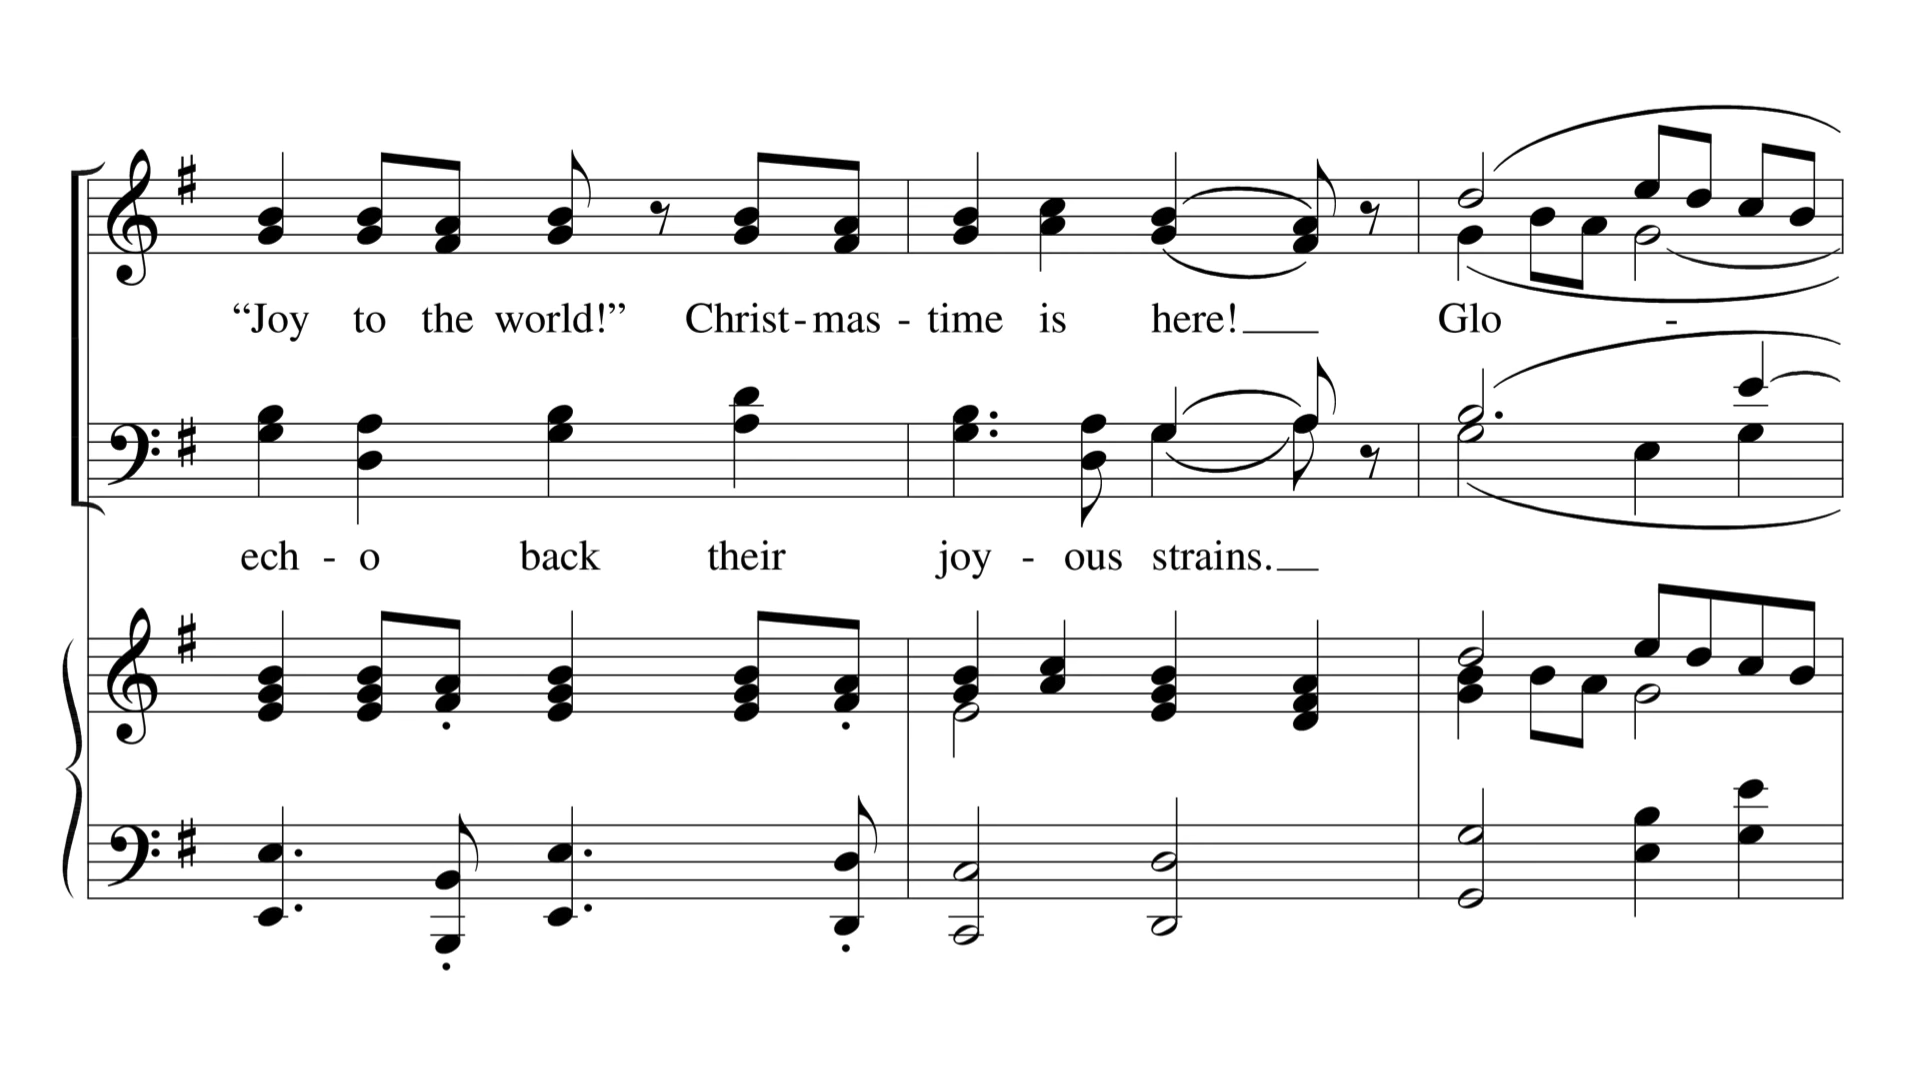 “Joy to the world!” Christ - mas - time is here! Glo -
ech - o back their joy - ous strains.